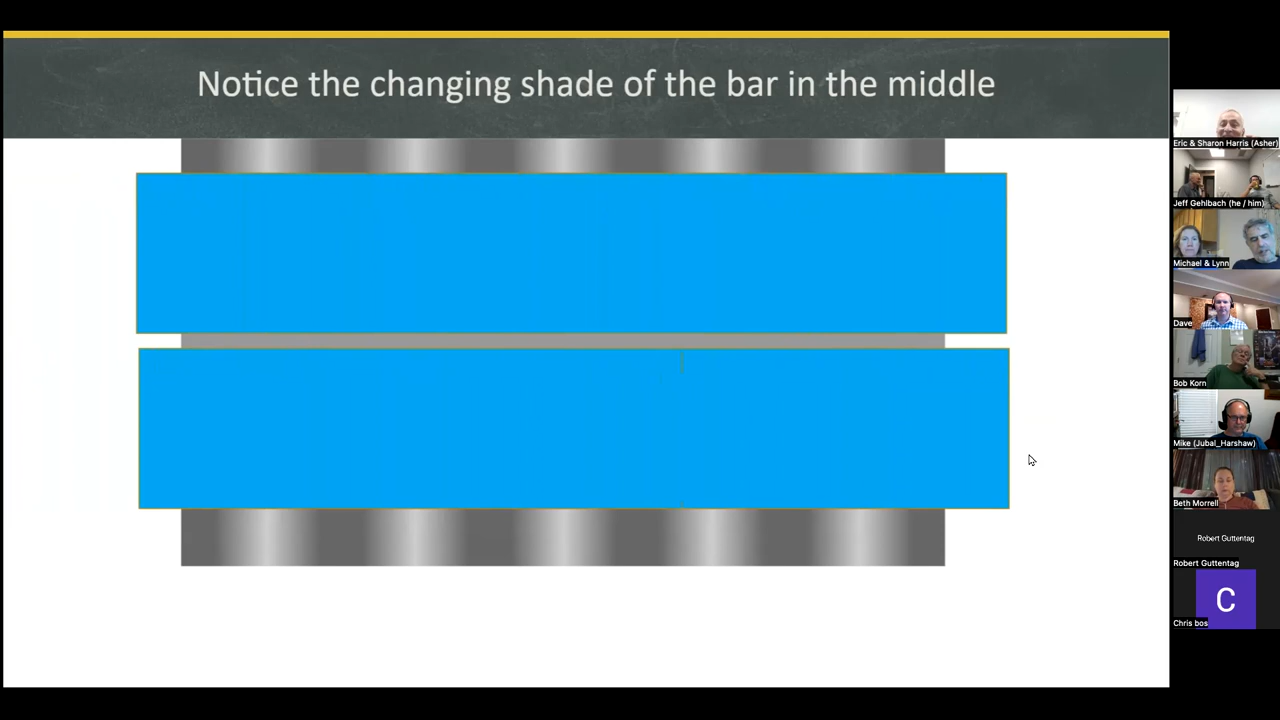 Notice the changing shade of the bar in the middle
Eric & Sharon Harris (Asher)
Jeff Gehlbach (he / him)
Michael & Lynn
Dave
Bob Korn
Mike (Jubal_Harshaw)
Beth Morrell
Robert Guttentag
Robert Guttentag
C
Chris bos